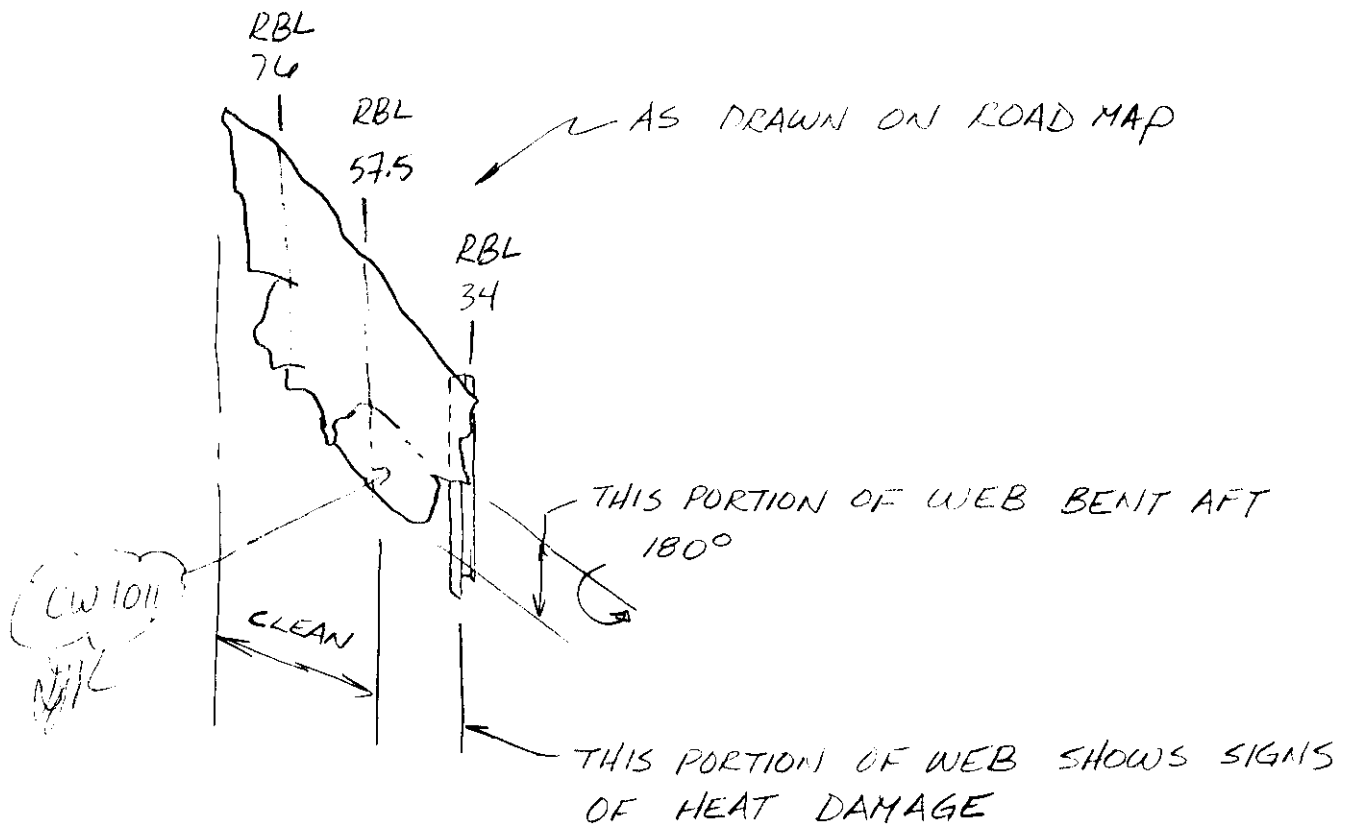 RBL
76
RBL
57.5
AS DRAWN ON ROAD MAP
RBL
34
THIS PORTION OF WEB BENT AFT
180°
CW 1011
CLEAN
THIS PORTION OF WEB SHOWS SIGNS
OF HEAT DAMAGE